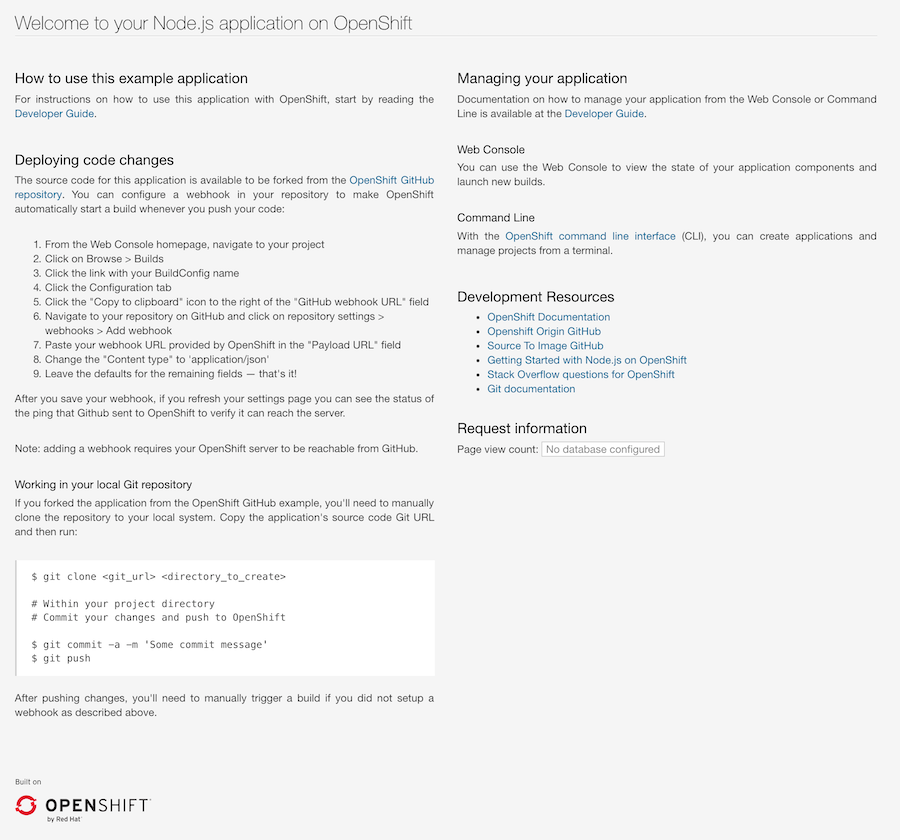 Welcome to your Node.js application on OpenShift
How to use this example application
For instructions on how to use this application with OpenShift, start by reading the
Developer Guide.
Deploying code changes
The source code for this application is available to be forked from the OpenShift GitHub
repository. You can configure a webhook in your repository to make OpenShift
automatically start a build whenever you push your code:
1. From the Web Console homepage, navigate to your project
2. Click on Browse > Builds
3. Click the link with your BuildConfig name
4. Click the Configuration tab
5. Click the "Copy to clipboard" icon to the right of the "GitHub webhook URL" field
6. Navigate to your repository on GitHub and click on repository settings >
webhooks > Add webhook
7. Paste your webhook URL provided by OpenShift in the "Payload URL" field
8. Change the "Content type" to 'application/json'
9. Leave the defaults for the remaining fields — that's it!
After you save your webhook, if you refresh your settings page you can see the status of
the ping that Github sent to OpenShift to verify it can reach the server.
Note: adding a webhook requires your OpenShift server to be reachable from GitHub.
Working in your local Git repository
If you forked the application from the OpenShift GitHub example, you'll need to manually
clone the repository to your local system. Copy the application's source code Git URL
and then run:
$ git clone <git_url> <directory_to_create>
# Within your project directory
# Commit your changes and push to OpenShift
$ git commit -a -m 'Some commit message'
$ git push
After pushing changes, you'll need to manually trigger a build if you did not setup a
webhook as described above.
Managing your application
Documentation on how to manage your application from the Web Console or Command
Line is available at the Developer Guide.
Web Console
You can use the Web Console to view the state of your application components and
launch new builds.
Command Line
With the OpenShift command line interface (CLI), you can create applications and
manage projects from a terminal.
Development Resources
• OpenShift Documentation
• Openshift Origin GitHub
• Source To Image GitHub
• Getting Started with Node.js on OpenShift
• Stack Overflow questions for OpenShift
• Git documentation
Request information
Page view count: No database configured
Built on
OPENSHIFT
by Red Hat